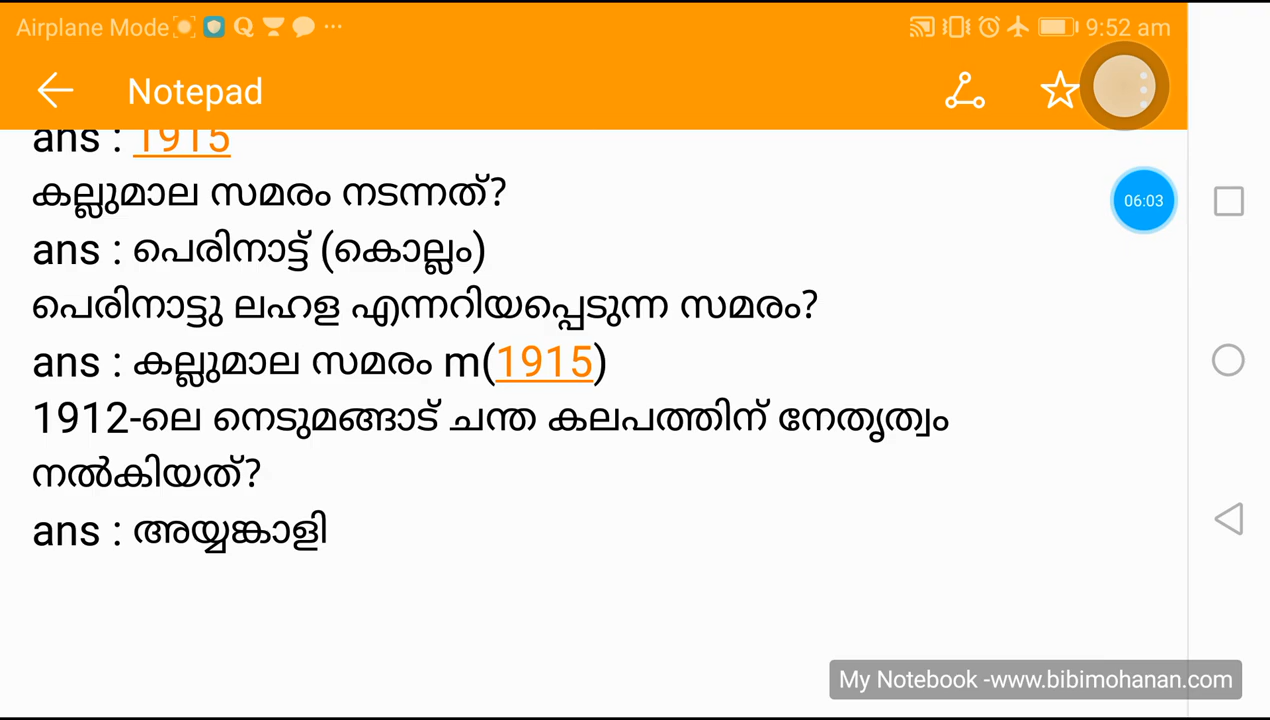 Airplane Mode
9:52 am
Notepad
ans : 1915
06:03
കല്ലുമാല സമരം നടന്നത്?
ans : പെരിനാട്ട് (കൊല്ലം)
പെരിനാട്ടു ലഹള എന്നറിയപ്പെടുന്ന സമരം?
ans : കല്ലുമാല സമരം m(1915)
1912-ലെ നെടുമങ്ങാട് ചന്ത കലപത്തിന് നേതൃത്വം
നൽകിയത്?
ans : അയ്യങ്കാളി
My Notebook -www.bibimohanan.com